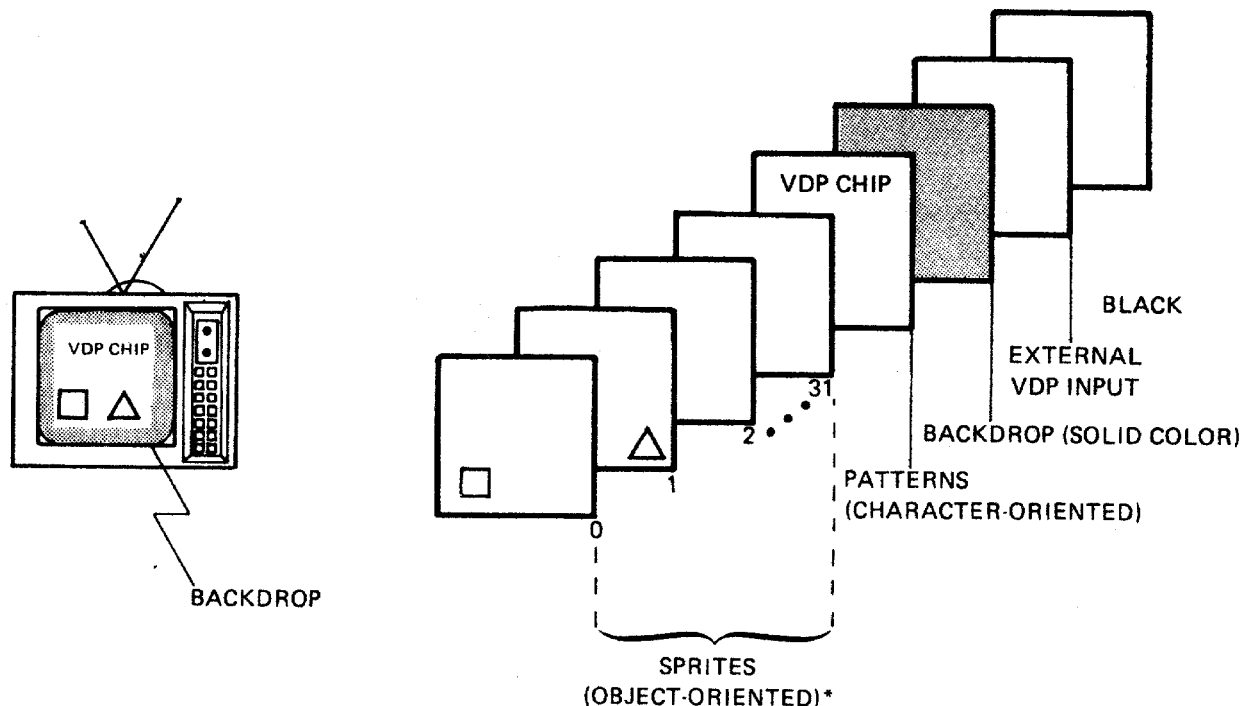 VDP CHIP
BACKDROP
VDP CHIP
0
1
2
31
BLACK
EXTERNAL
VDP INPUT
BACKDROP (SOLID COLOR)
PATTERNS
(CHARACTER-ORIENTED)
SPRITES
(OBJECT-ORIENTED)*